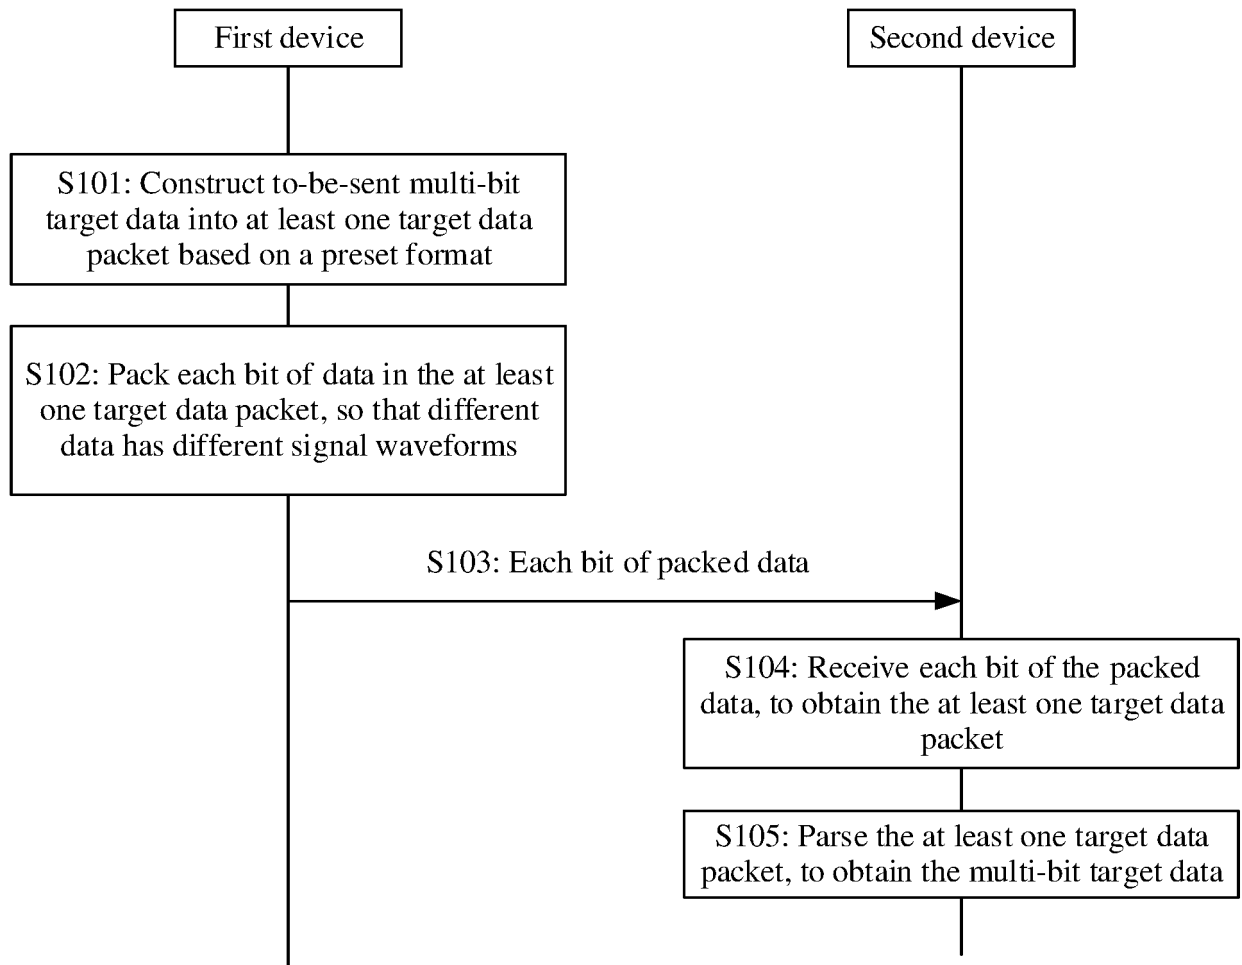 First device
Second device
S101: Construct to-be-sent multi-bit
target data into at least one target data
packet based on a preset format
S102: Pack each bit of data in the at least
one target data packet, so that different
data has different signal waveforms
S103: Each bit of packed data
S104: Receive each bit of the packed
data, to obtain the at least one target data
packet
S105: Parse the at least one target data
packet, to obtain the multi-bit target data